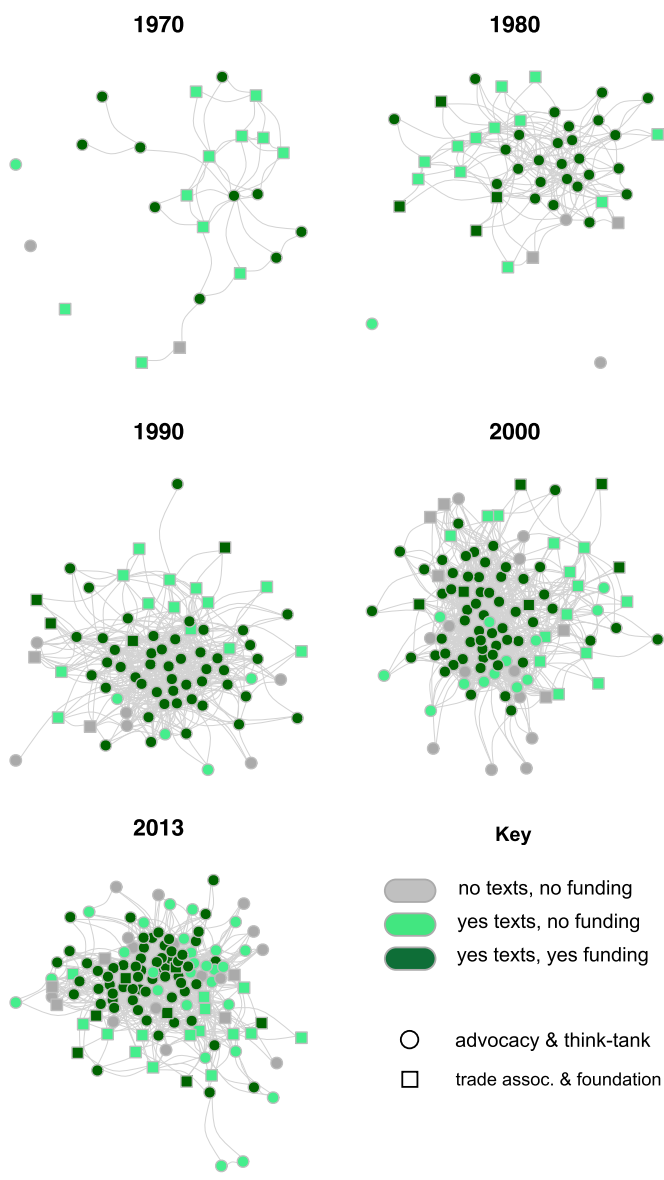 1970
1980
1990
2000
2013
Key
no texts, no funding
yes texts, no funding
yes texts, yes funding
advocacy & think-tank
trade assoc. & foundation